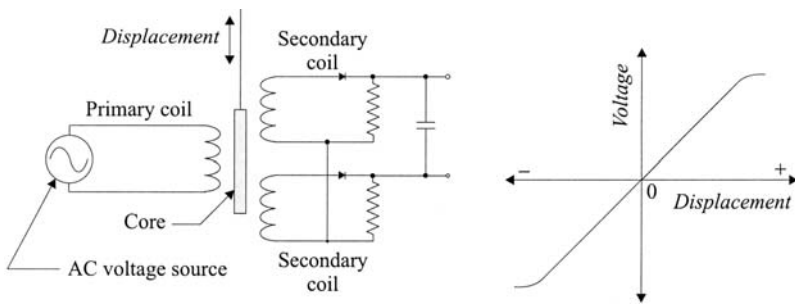 Displacement
Secondary
coil
Primary coil
Core
AC voltage source
Secondary
coil
Voltage
−
+
0
Displacement